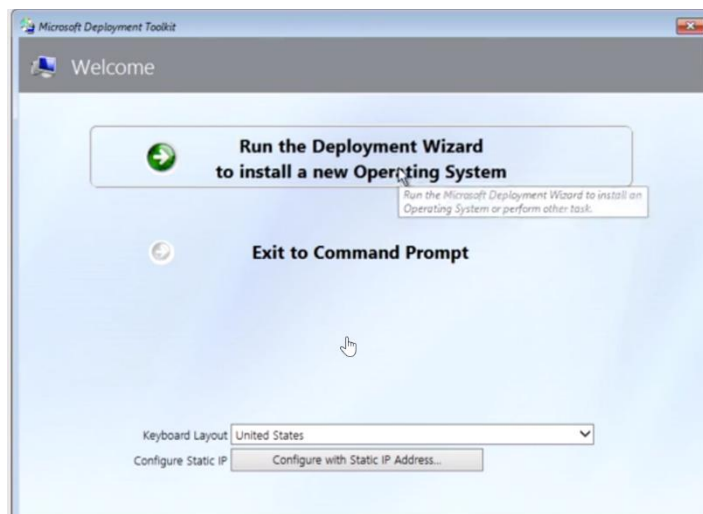 Microsoft Deployment Toolkit
Welcome
Run the Deployment Wizard
to install a new Operating System
Run the Microsoft Deployment Wizard to install an
Operating System or perform other task.
Exit to Command Prompt
Keyboard Layout United States
Configure Static IP Configure with Static IP Address...